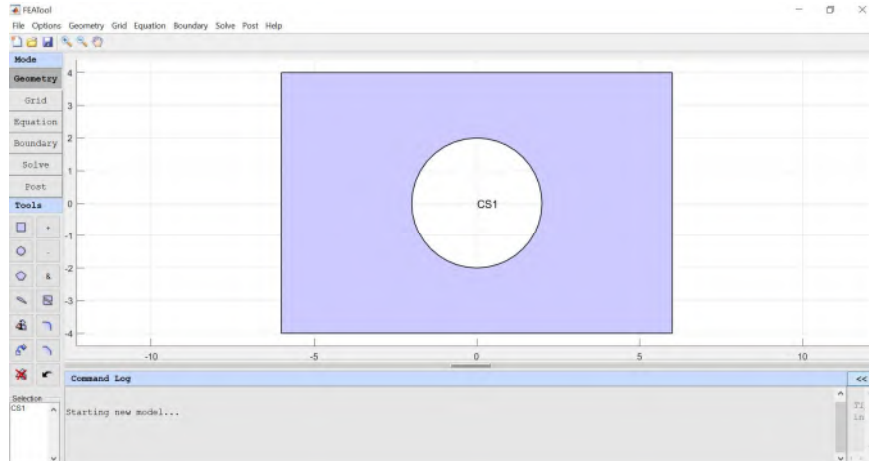 FEATool
File Options Geometry Grid Equation Boundary Solve Post Help
Mode
Geometry
Grid
Equation
Boundary
Solve
Post
Tools
&
Selection
CS1
4
3
2
1
0
-1
-2
-3
-4
CS1
-10 -5 0 5 10
Command Log <<
Starting new model...